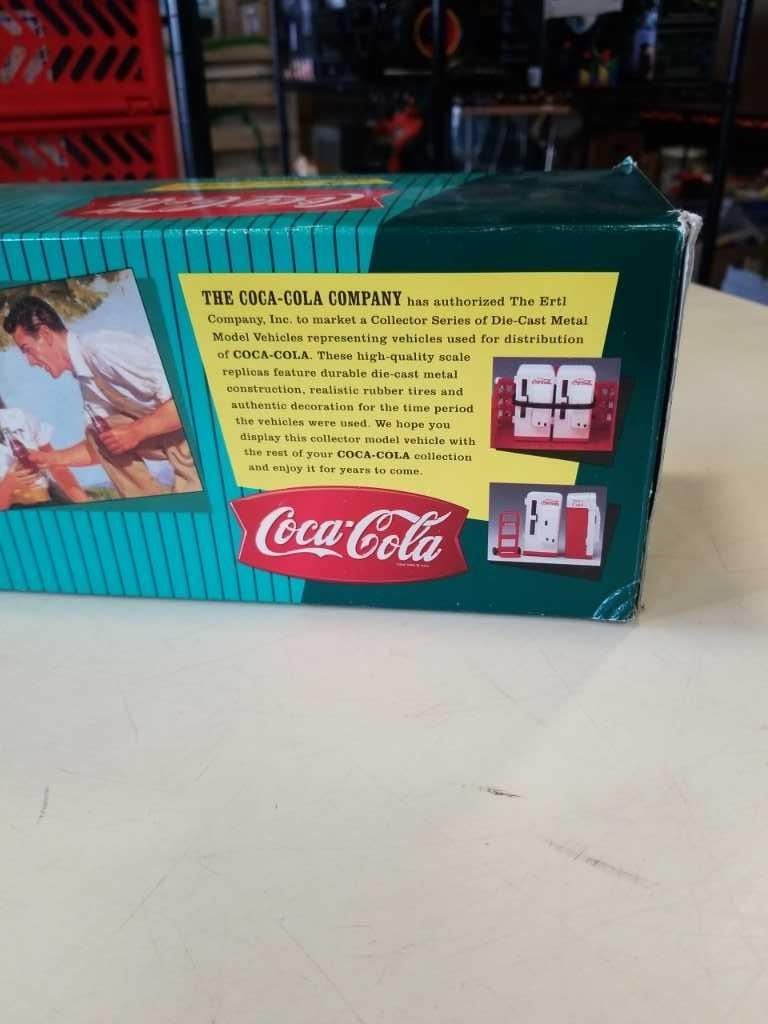 Coca-Cola
THE COCA-COLA COMPANY has authorized The Ertl
Company, Inc. to market a Collector Series of Die-Cast Metal
Model Vehicles representing vehicles used for distribution
of COCA-COLA. These high-quality scale
replicas feature durable die-cast metal
construction, realistic rubber tires and
authentic decoration for the time period
the vehicles were used. We hope you
display this collector model vehicle with
the rest of your COCA-COLA collection
and enjoy it for years to come.
Coca-Cola